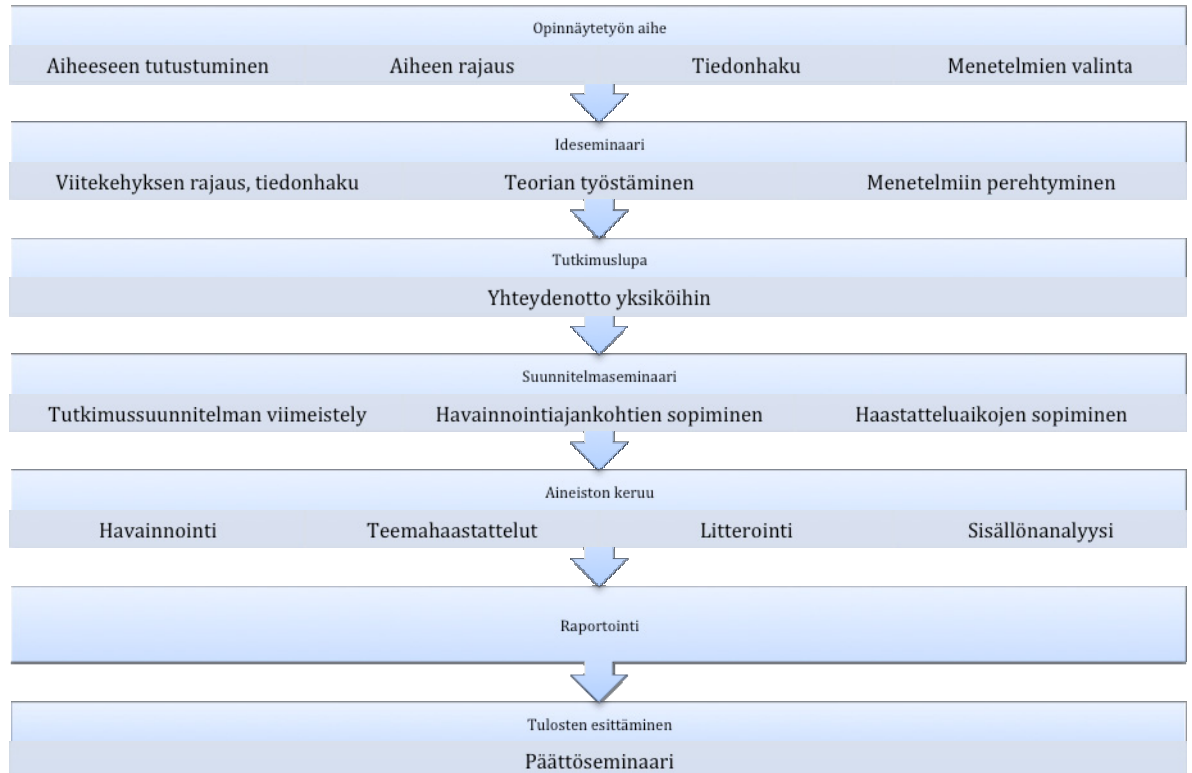 Opinnäytetyön aihe
Aiheeseen tutustuminen Aiheen rajaus Tiedonhaku Menetelmien valinta
Ideseminaari
Viitekehyksen rajaus, tiedonhaku Teorian työstäminen Menetelmiin perehtyminen
Tutkimuslupa
Yhteydenotto yksiköihin
Suunnitelmaseminaari
Tutkimussuunnitelman viimeistely Havainnointiajankohtien sopiminen Haastatteluaikojen sopiminen
Aineiston keruu
Havainnointi Teemahaastattelut Litterointi Sisällönanalyysi
Raportointi
Tulosten esittäminen
Päättöseminaari